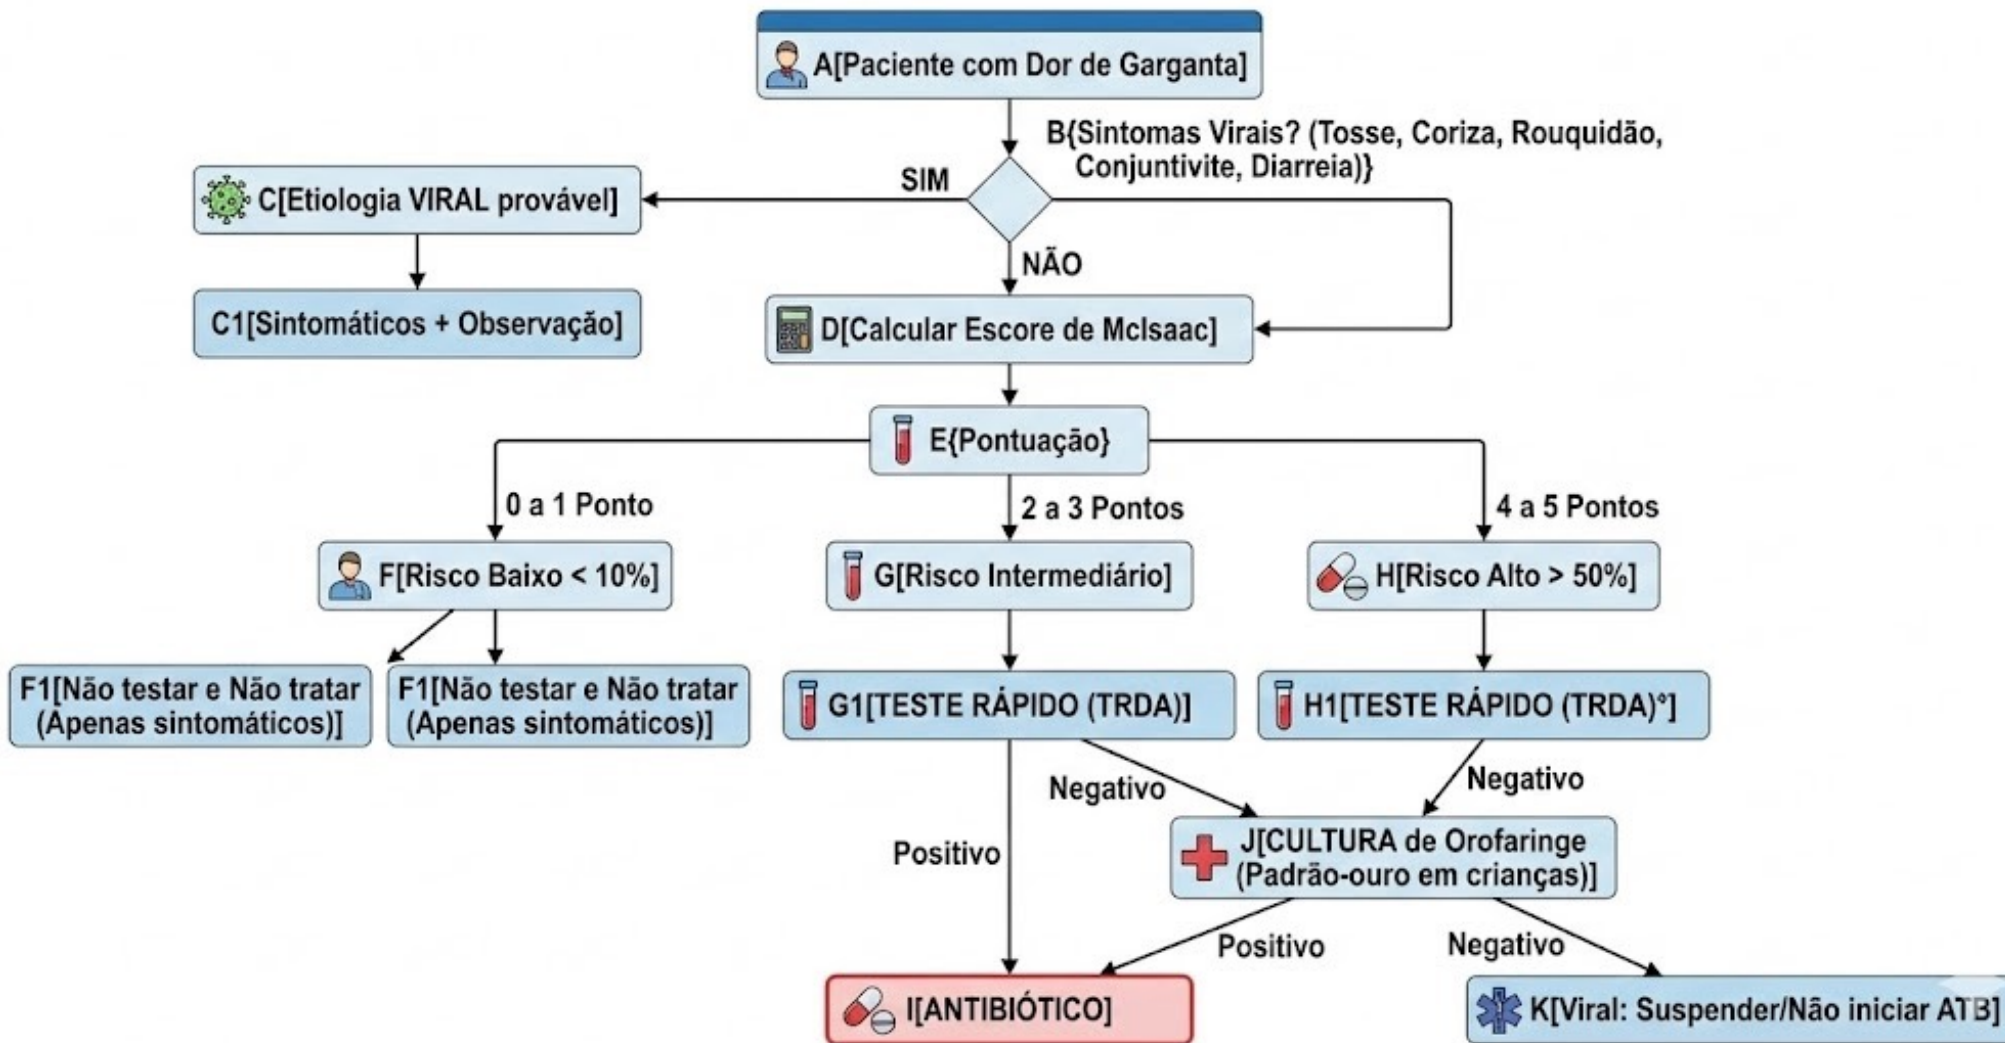 A[Paciente com Dor de Garganta]
B{Sintomas Virais? (Tosse, Coriza, Rouquidão,
Conjuntivite, Diarreia)}
SIM
C[Etiologia VIRAL provável]
NÃO
C1[Sintomáticos + Observação]
D[Calcular Escore de McIsaac]
E{Pontuação}
0 a 1 Ponto
2 a 3 Pontos
4 a 5 Pontos
F[Risco Baixo < 10%]
G[Risco Intermediário]
H[Risco Alto > 50%]
F1[Não testar e Não tratar
(Apenas sintomáticos)]
F1[Não testar e Não tratar
(Apenas sintomáticos)]
G1[TESTE RÁPIDO (TRDA)]
H1[TESTE RÁPIDO (TRDA)°]
Negativo
Negativo
Positivo
J[CULTURA de Orofaringe
(Padrão-ouro em crianças)]
Positivo
Negativo
I[ANTIBIÓTICO]
K[Viral: Suspender/Não iniciar ATB]